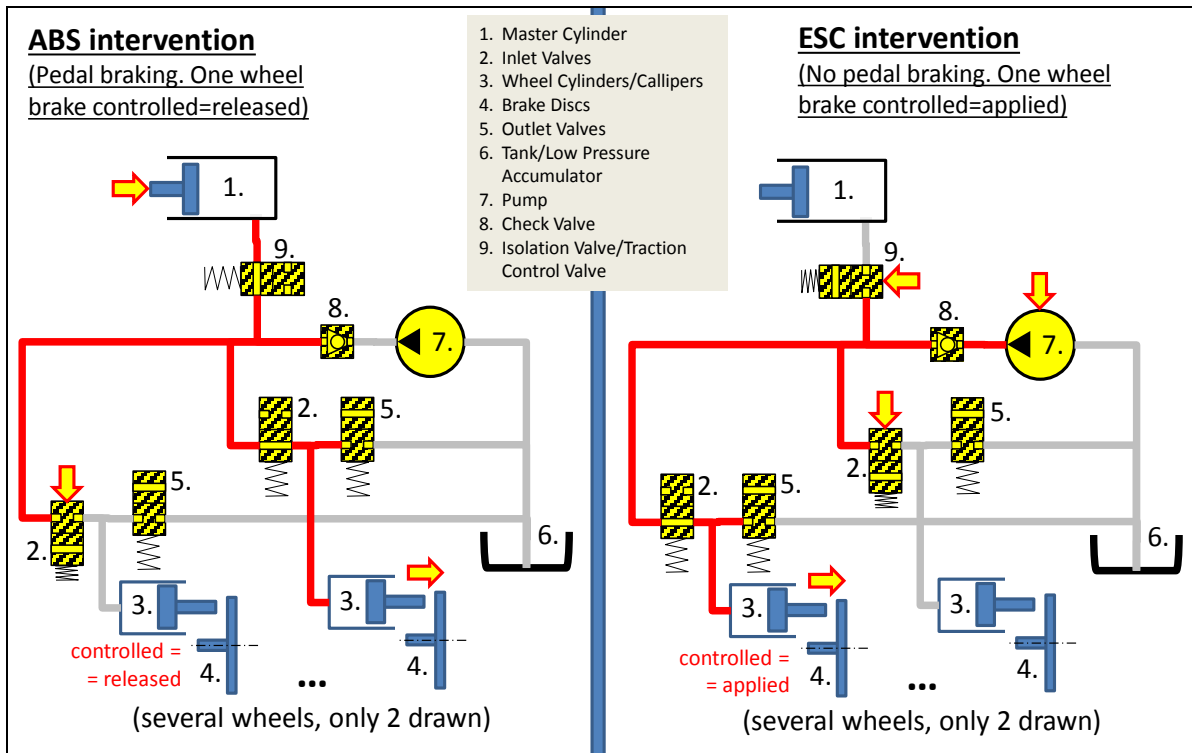 ABS intervention
(Pedal braking. One wheel
brake controlled=released)
1. Master Cylinder
2. Inlet Valves
3. Wheel Cylinders/Callipers
4. Brake Discs
5. Outlet Valves
6. Tank/Low Pressure
Accumulator
7. Pump
8. Check Valve
9. Isolation Valve/Traction
Control Valve
ESC intervention
(No pedal braking. One wheel
brake controlled=applied)
1.
9.
8.
7.
2.
5.
5.
2.
6.
3.
3.
controlled =
= released
4.
4.
...
(several wheels, only 2 drawn)
1.
9.
8.
7.
5.
2.
2.
5.
6.
3.
3.
controlled =
= applied
4.
4.
...
(several wheels, only 2 drawn)